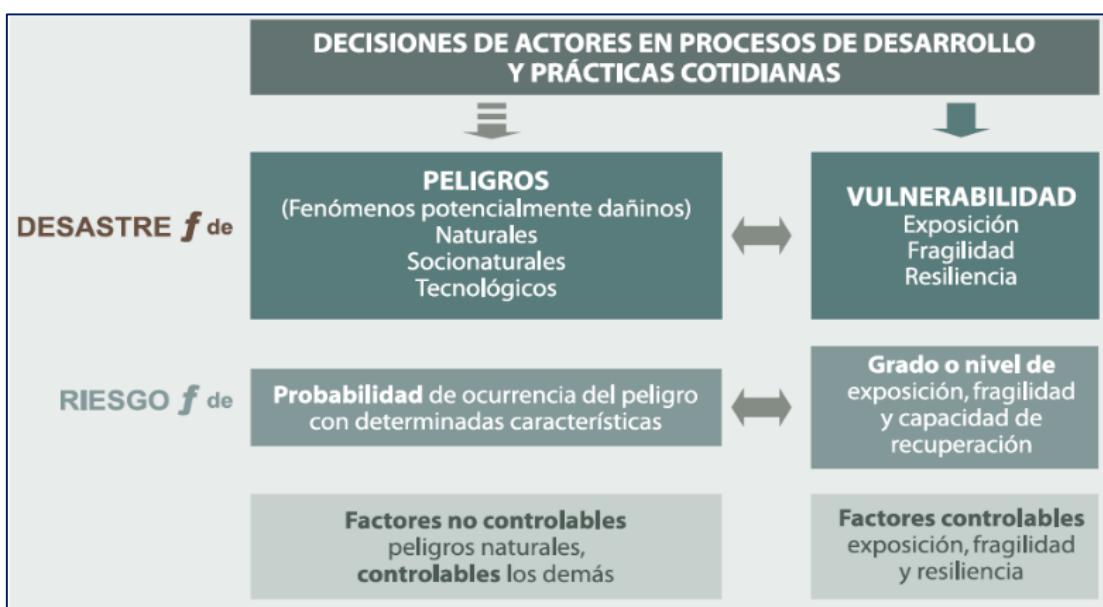 DECISIONES DE ACTORES EN PROCESOS DE DESARROLLO
Y PRÁCTICAS COTIDIANAS
DESASTRE ƒ de
PELIGROS
(Fenómenos potencialmente dañinos)
Naturales
Socionaturales
Tecnológicos
VULNERABILIDAD
Exposición
Fragilidad
Resiliencia
RIESGO ƒ de
Probabilidad de ocurrencia del peligro
con determinadas características
Grado o nivel de
exposición, fragilidad
y capacidad de
recuperación
Factores no controlables
peligros naturales,
controlables los demás
Factores controlables
exposición, fragilidad
y resiliencia